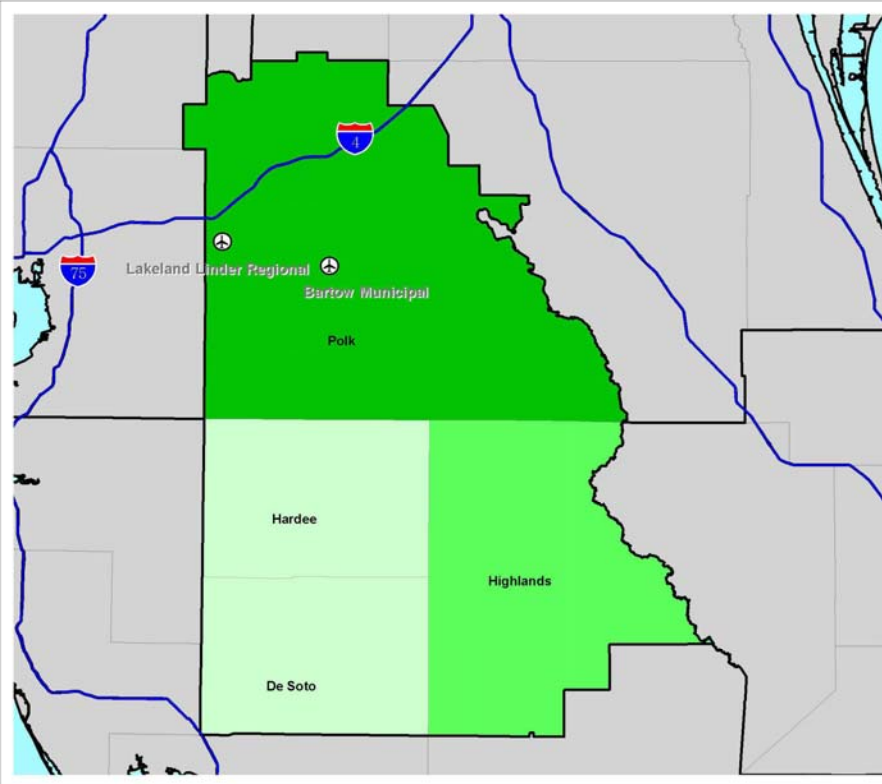 4
75
Lakeland Linder Regional
Bartow Municipal
Polk
Hardee
Highlands
De Soto